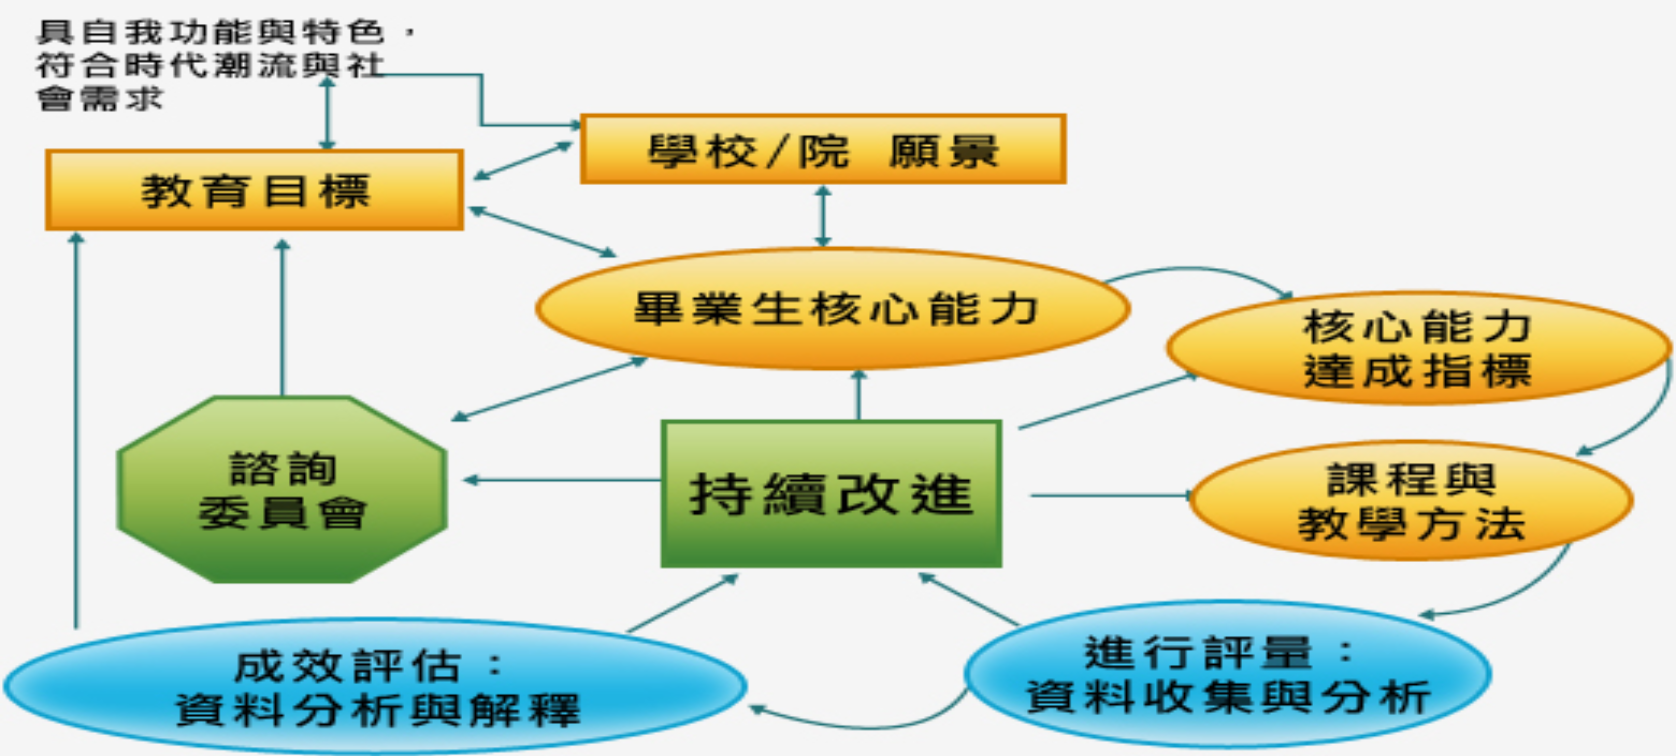 具自我功能與特色，
符合時代潮流與社
會需求
學校/院 願景
教育目標
畢業生核心能力
核心能力
達成指標
諮詢
委員會
持續改進
課程與
教學方法
成效評估：
資料分析與解釋
進行評量：
資料收集與分析